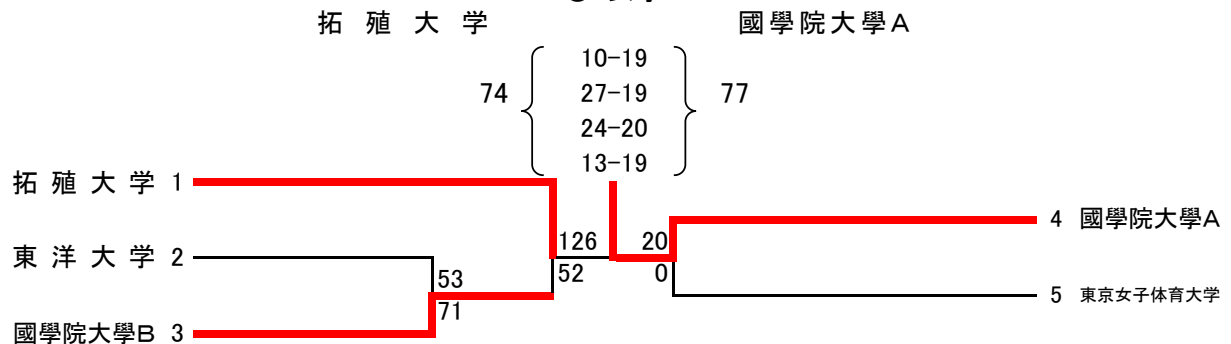 拓殖大学 國學院大學A
10-19
74 27-19 77
24-20
13-19
拓殖大学 1
4 國學院大學A
東洋大学 2
126 20
52 0
53
71
5 東京女子体育大学
國學院大學B 3